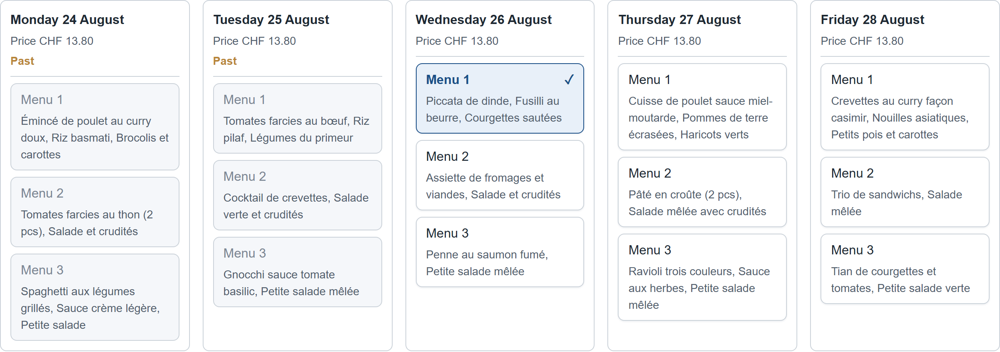 Monday 24 August
Price CHF 13.80
Past
Menu 1
Émincé de poulet au curry
doux, Riz basmati, Brocolis et
carottes
Menu 2
Tomates farcies au thon (2
pcs), Salade et crudités
Menu 3
Spaghetti aux légumes
grillés, Sauce crème légère,
Petite salade
Tuesday 25 August
Price CHF 13.80
Past
Menu 1
Tomates farcies au bœuf, Riz
pilaf, Légumes du primeur
Menu 2
Cocktail de crevettes, Salade
verte et crudités
Menu 3
Gnocchi sauce tomate
basilic, Petite salade mêlée
Wednesday 26 August
Price CHF 13.80
Menu 1 ✓
Piccata de dinde, Fusilli au
beurre, Courgettes sautées
Menu 2
Assiette de fromages et
viandes, Salade et crudités
Menu 3
Penne au saumon fumé,
Petite salade mêlée
Thursday 27 August
Price CHF 13.80
Menu 1
Cuisse de poulet sauce miel-
moutarde, Pommes de terre
écrasées, Haricots verts
Menu 2
Pâté en croûte (2 pcs),
Salade mêlée avec crudités
Menu 3
Ravioli trois couleurs, Sauce
aux herbes, Petite salade
mêlée
Friday 28 August
Price CHF 13.80
Menu 1
Crevettes au curry façon
casimir, Nouilles asiatiques,
Petits pois et carottes
Menu 2
Trio de sandwichs, Salade
mêlée
Menu 3
Tian de courgettes et
tomates, Petite salade verte